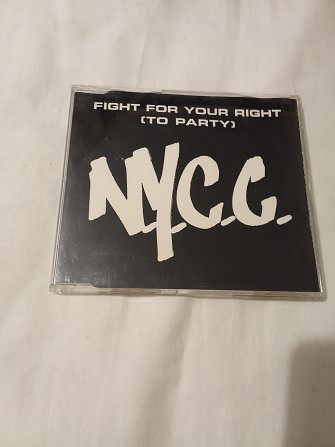 FIGHT FOR YOUR RIGHT
(TO PARTY)
N.Y.C.C.